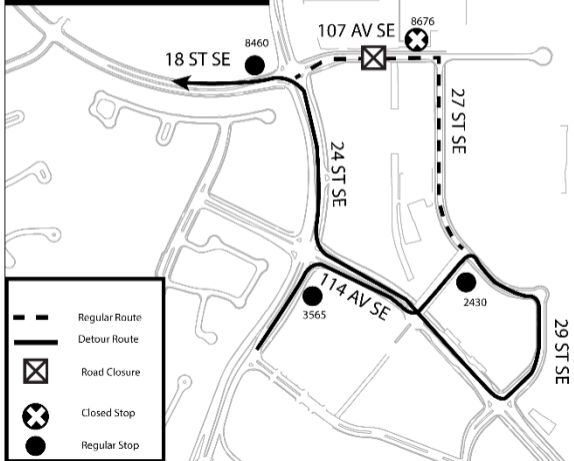 8676
107 AV SE
8460
18 ST SE
27 ST SE
24 ST SE
114 AV SE
3565
2430
29 ST SE
Regular Route
Detour Route
Road Closure
Closed Stop
Regular Stop